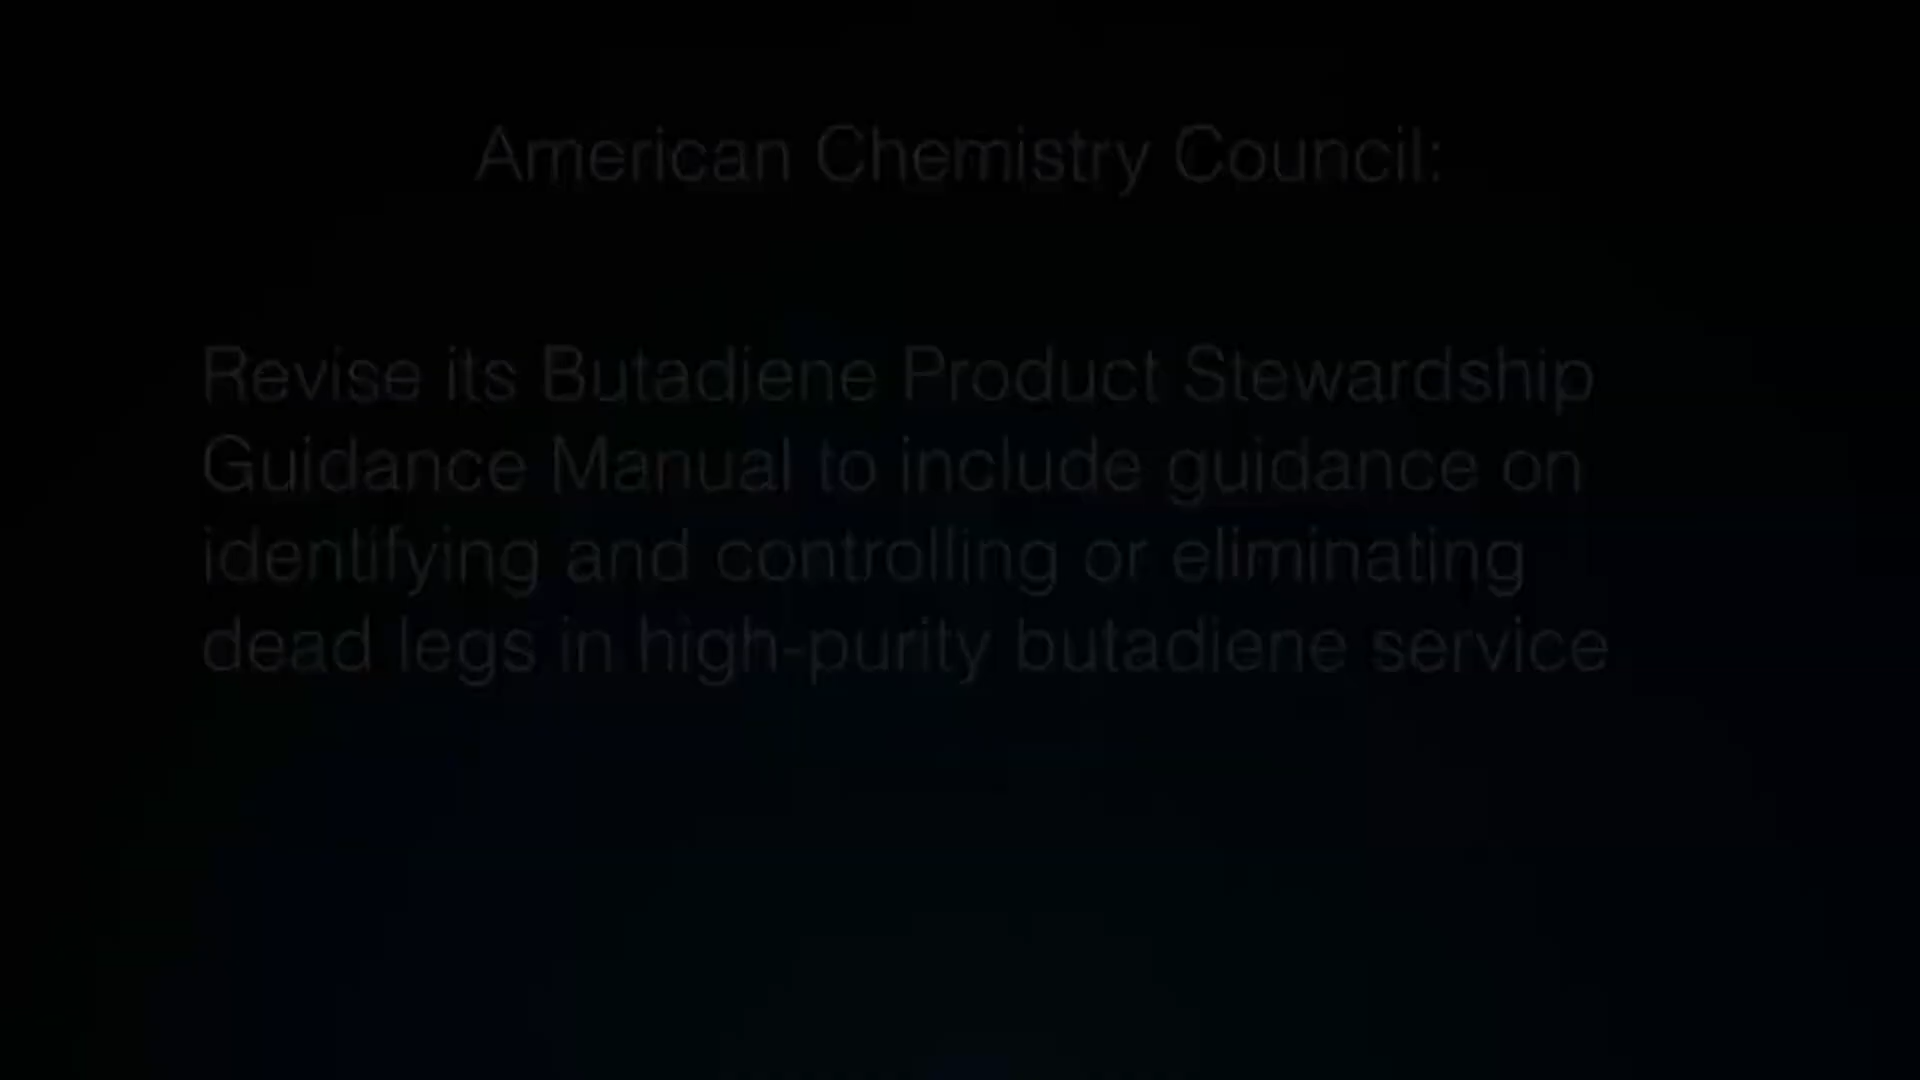 American Chemistry Council:
Revise its Butadiene Product Stewardship
Guidance Manual to include guidance on
identifying and controlling or eliminating
dead legs in high-purity butadiene service